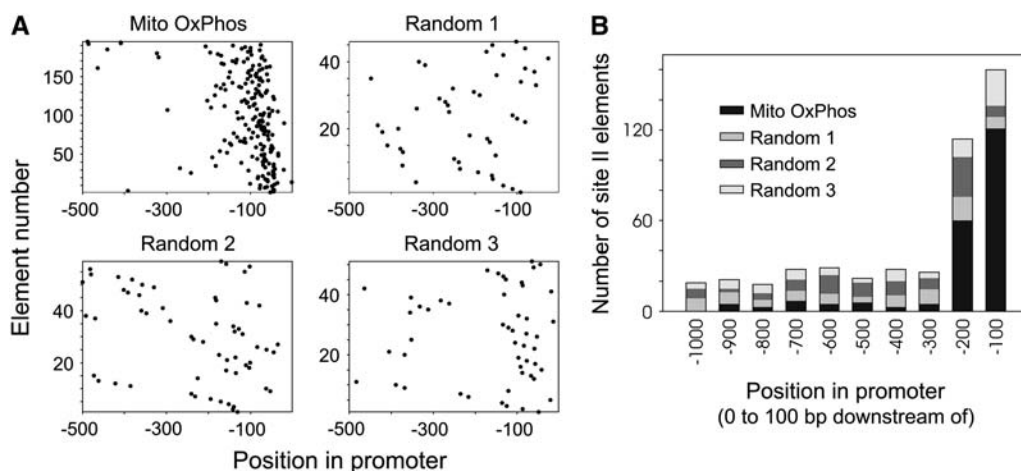 A
Mito OxPhos
Random 1
150
100
50
40
20
-500 -300 -100
-500 -300 -100
Random 2
Random 3
40
20
40
20
-500 -300 -100
-500 -300 -100
Element number
Position in promoter
B
Number of site II elements
120
60
0
Mito OxPhos
Random 1
Random 2
Random 3
-1000
-900
-800
-700
-600
-500
-400
-300
-200
-100
Position in promoter
(0 to 100 bp downstream of)